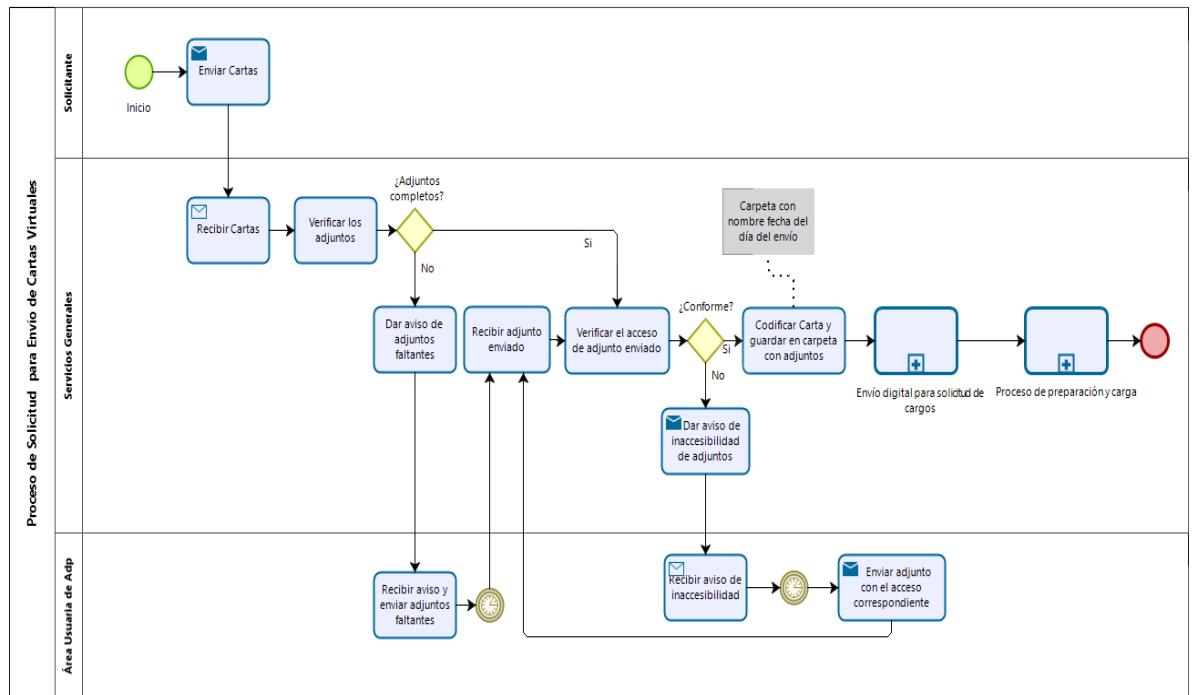 Proceso de Solicitud para Envío de Cartas Virtuales
Solicitante
Enviar Cartas
Inicio
Servicios Generales
Recibir Cartas
Verificar los
adjuntos
¿Adjuntos
completos?
Si
No
Carpeta con
nombre fecha del
día del envío
Dar aviso de
adjuntos
faltantes
Recibir adjunto
enviado
Verificar el acceso
de adjunto enviado
¿Conforme?
Si
No
Codificar Carta y
guardar en carpeta
con adjuntos
Envío digital para solicitud de
cargos
Proceso de preparación y carga
Dar aviso de
inaccesibilidad
de adjuntos
Área Usuaria de Adp
Recibir aviso y
enviar adjuntos
faltantes
Recibir aviso de
inaccesibilidad
Enviar adjunto
con el acceso
correspondiente